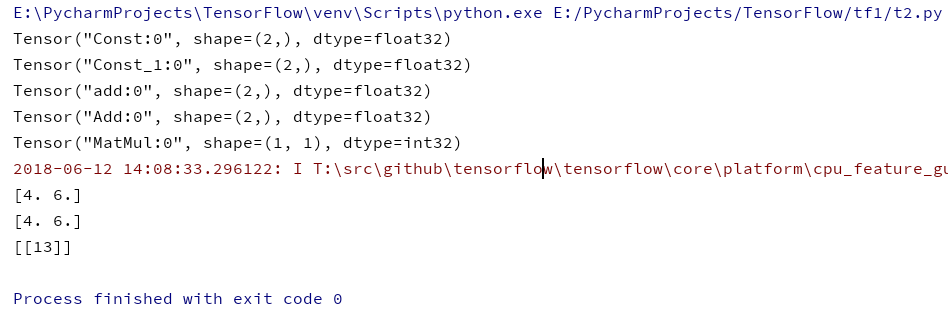 E:\PycharmProjects\TensorFlow\venv\Scripts\python.exe E:/PycharmProjects/TensorFlow/tf1/t2.py
Tensor("Const:0", shape=(2,), dtype=float32)
Tensor("Const_1:0", shape=(2,), dtype=float32)
Tensor("add:0", shape=(2,), dtype=float32)
Tensor("Add:0", shape=(2,), dtype=float32)
Tensor("MatMul:0", shape=(1, 1), dtype=int32)
2018-06-12 14:08:33.296122: I T:\src\github\tensorflow\tensorflow\core\platform\cpu_feature_gu
[4. 6.]
[4. 6.]
[[13]]
Process finished with exit code 0